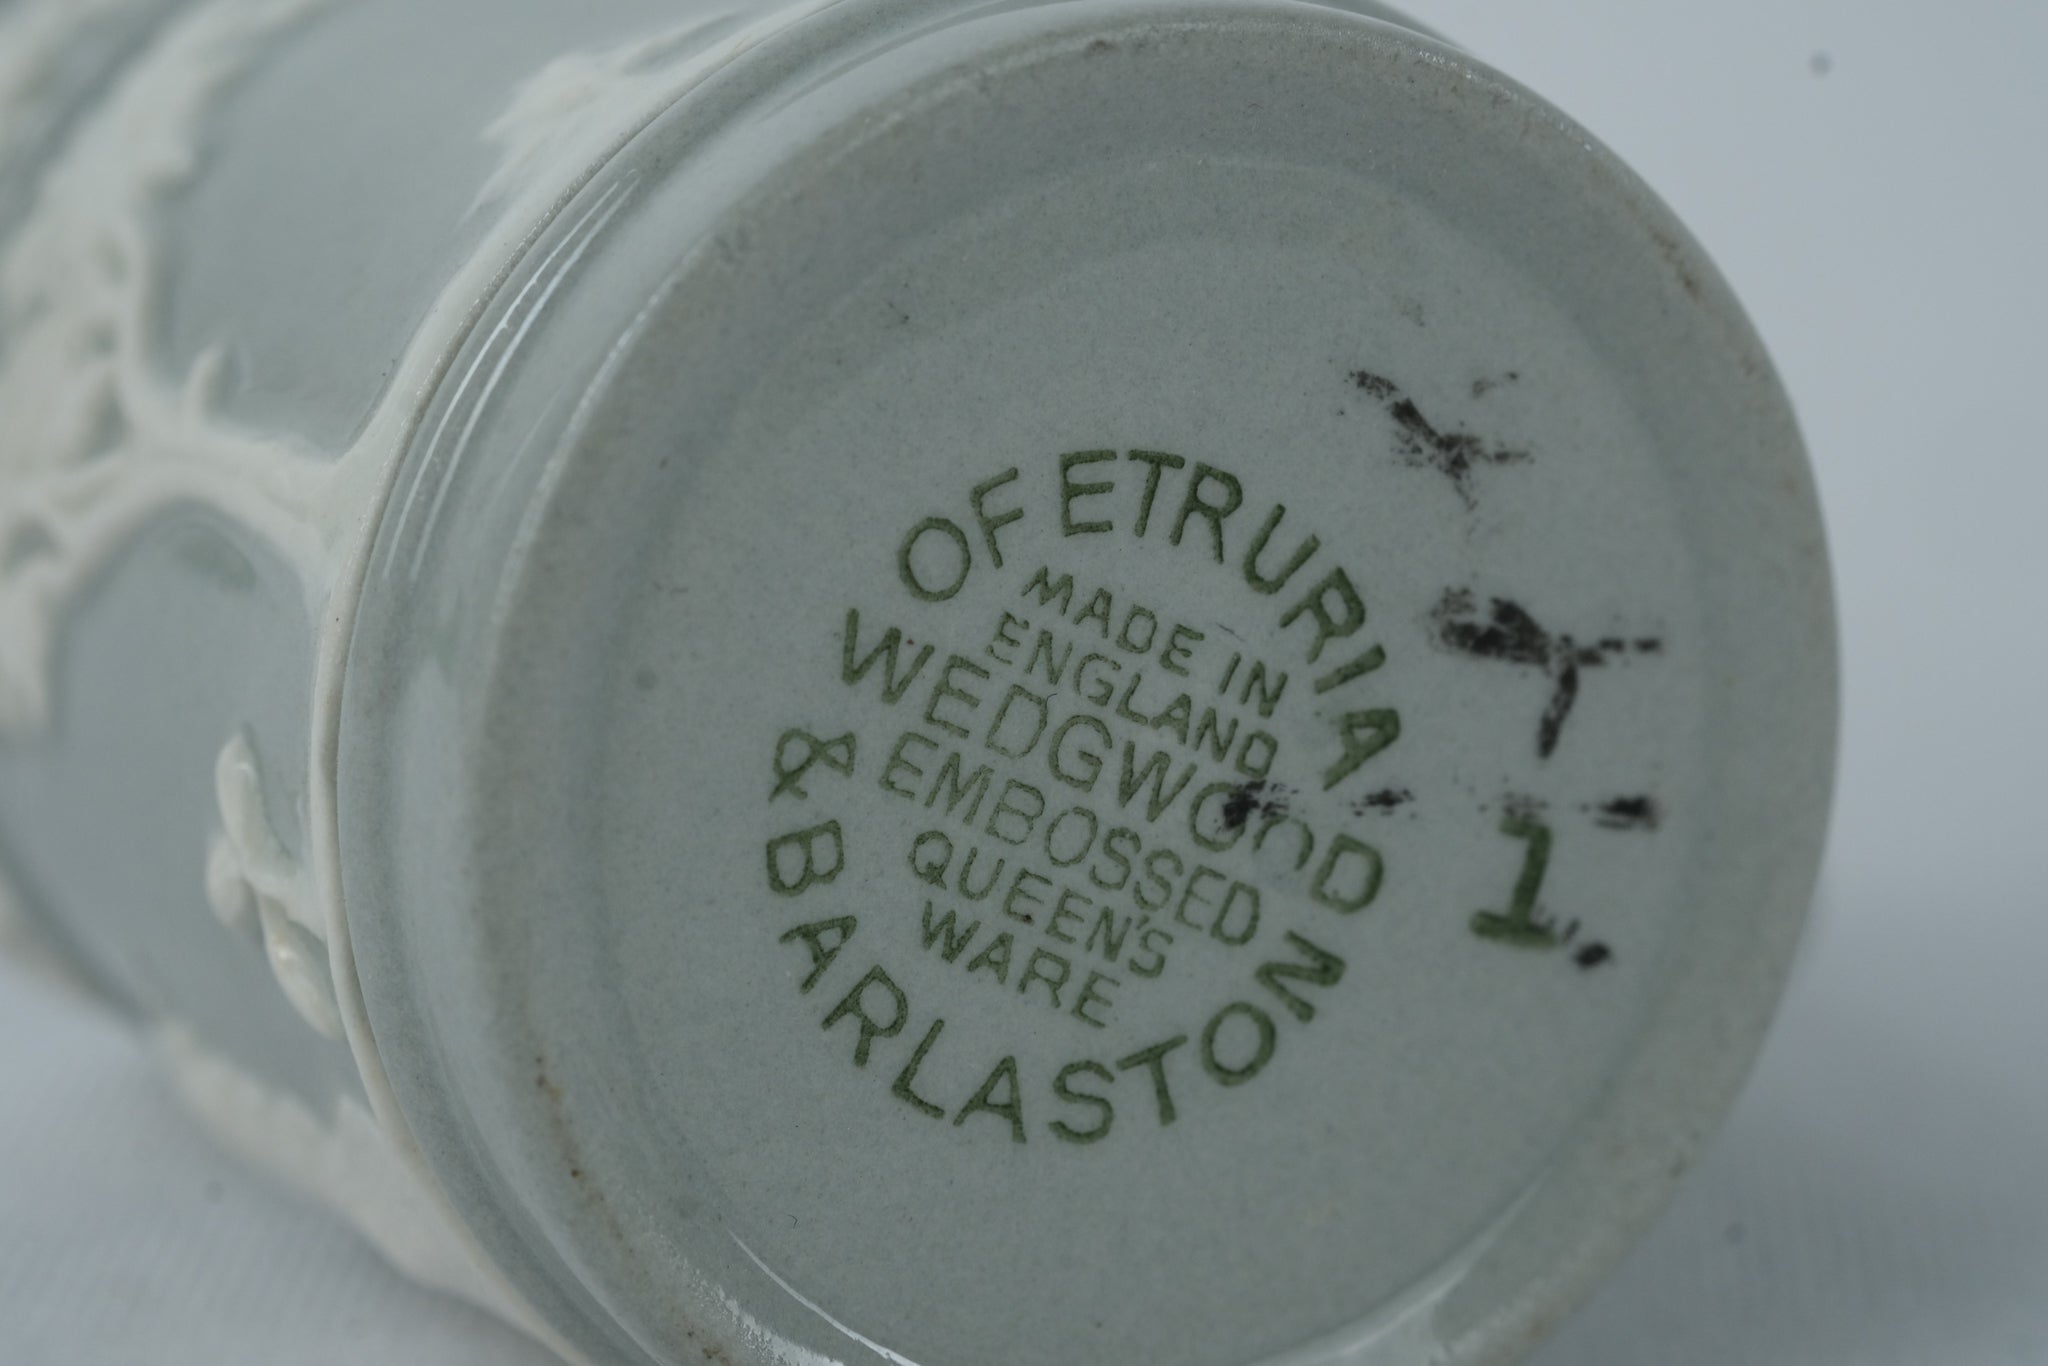 OF ETRURIA
MADE IN
ENGLAND
WEDGWOOD
EMBOSSED
QUEEN'S
WARE
& BARLASTON
1